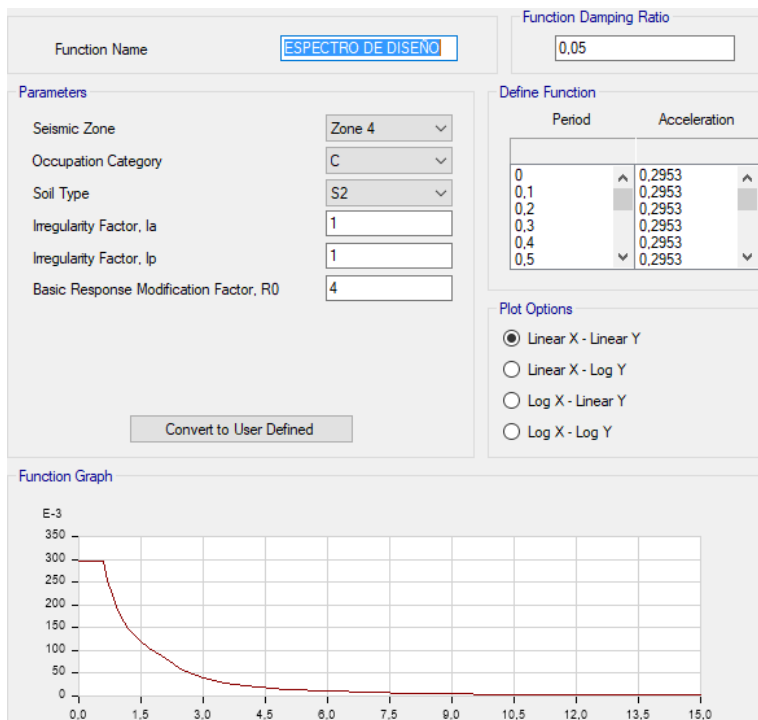 Function Damping Ratio
Function Name
ESPECTRO DE DISEÑO
0,05
Parameters
Seismic Zone
Zone 4
Occupation Category
C
Soil Type
S2
Irregularity Factor, Ia
1
Irregularity Factor, Ip
1
Basic Response Modification Factor, R0
4
Convert to User Defined
Define Function
Period Acceleration
0 0,2953
0,1 0,2953
0,2 0,2953
0,3 0,2953
0,4 0,2953
0,5 0,2953
Plot Options
Linear X - Linear Y
Linear X - Log Y
Log X - Linear Y
Log X - Log Y
Function Graph
E-3
350
300
250
200
150
100
50
0
0,0 1,5 3,0 4,5 6,0 7,5 9,0 10,5 12,0 13,5 15,0